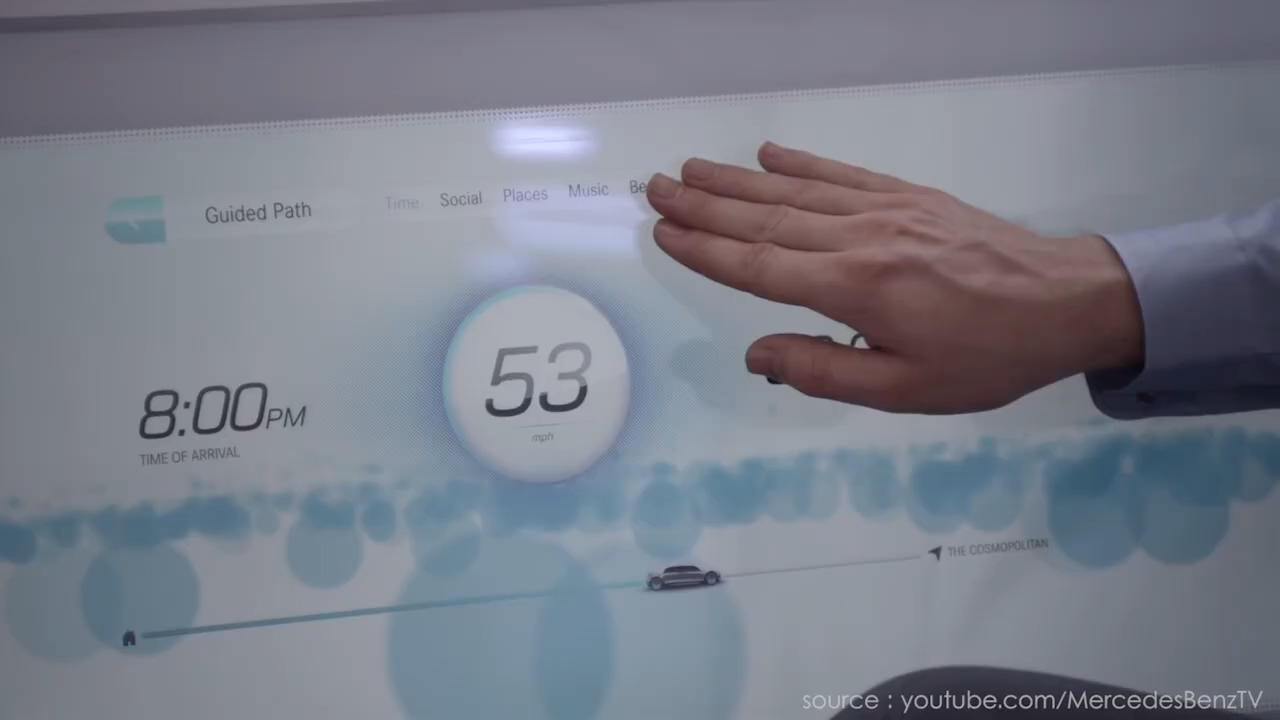 Guided Path
Time Social Places Music Be
8:00PM
TIME OF ARRIVAL
53
mph
THE COSMOPOLITAN
source : youtube.com/MercedesBenzTV